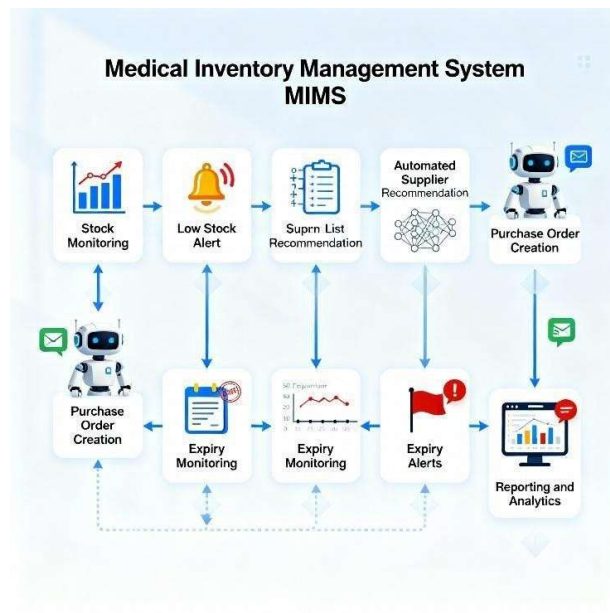 Medical Inventory Management System
MIMS
Stock
Monitoring
Low Stock
Alert
Suprn List
Recommendation
Automated
Supplier
Recommendation
Purchase Order
Creation
Purchase
Order
Creation
Expiry
Monitoring
Expiry
Monitoring
Expiry
Alerts
Reporting and
Analytics